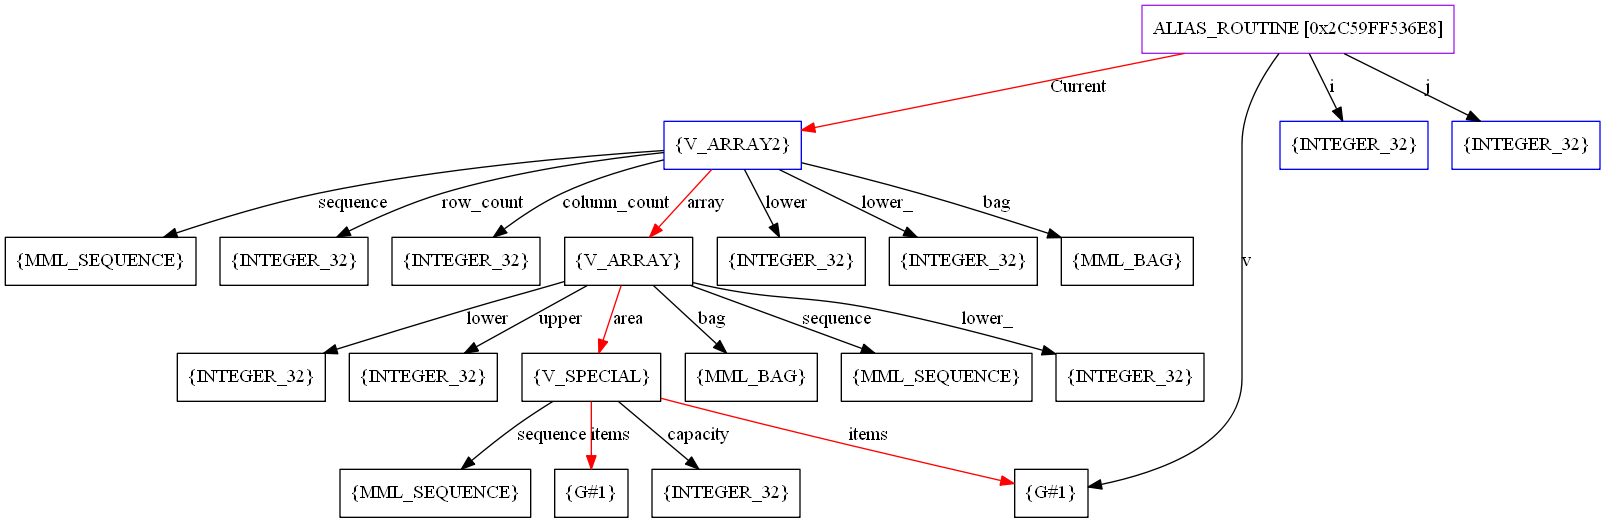 ALIAS_ROUTINE [0x2C59FF536E8]
Current
i
j
{V_ARRAY2}
{INTEGER_32}
{INTEGER_32}
sequence
row_count
column_count
array
lower
lower_
bag
{MML_SEQUENCE}
{INTEGER_32}
{INTEGER_32}
{V_ARRAY}
{INTEGER_32}
{INTEGER_32}
{MML_BAG}
v
lower
upper
area
bag
sequence
lower_
{INTEGER_32}
{INTEGER_32}
{V_SPECIAL}
{MML_BAG}
{MML_SEQUENCE}
{INTEGER_32}
sequence
items
capacity
items
{MML_SEQUENCE}
{G#1}
{INTEGER_32}
{G#1}